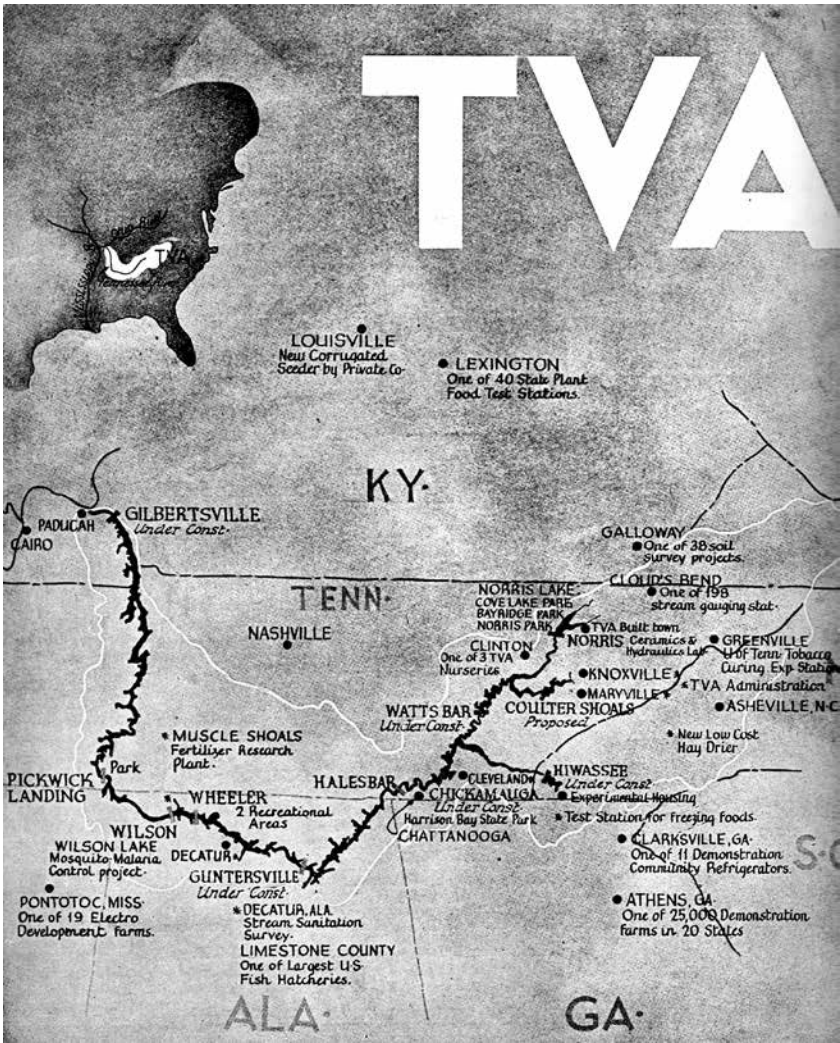 TVA
Ohio River
TVA
Tennessee River
LOUISVILLE
New Corrugated
Seeder by Private Co.
LEXINGTON
One of 40 State Plant
Food Test Stations.
KY.
PADUCAH
CAIRO
GILBERTSVILLE
Under Const.
GALLOWAY
One of 38 soil
survey projects.
CLOUD'S BEND
One of 198
stream gauging stat.
TENN.
NASHVILLE
NORRIS LAKE:
COVE LAKE PARK
BAYRIDGE PARK
NORRIS PARK
TVA Built town
NORRIS Ceramics &
Hydraulics Lab.
CLINTON
One of 3 TVA
Nurseries
GREENVILLE
U of Tenn Tobacco
Curing Exp Station
KNOXVILLE
MARYVILLE
* TVA Administration
COULTER SHOALS
Proposed
ASHEVILLE, N.C.
WATTS BAR
Under Const.
* New Low Cost
Hay Drier
* MUSCLE SHOALS
Fertilizer Research
Plant.
Park
PICKWICK
LANDING
HALES BAR
CLEVELAND
HIWASSEE
Under Const
Experimental Housing
CHICKAMAUGA
Under Const
Harrison Bay State Park
CHATTANOOGA
* Test Station for freezing foods.
WHEELER
2 Recreational
Areas
WILSON
WILSON LAKE
Mosquito-Malaria
Control project.
DECATUR
GUNTERSVILLE
Under Const.
CLARKSVILLE, GA.
One of 11 Demonstration
Community Refrigerators.
S.C
PONTOTOC, MISS.
One of 19 Electro
Development farms.
* DECATUR, ALA.
Stream Sanitation
Survey.
LIMESTONE COUNTY
One of Largest U.S.
Fish Hatcheries.
ATHENS, GA.
One of 25,000 Demonstration
farms in 20 States
ALA.
GA.